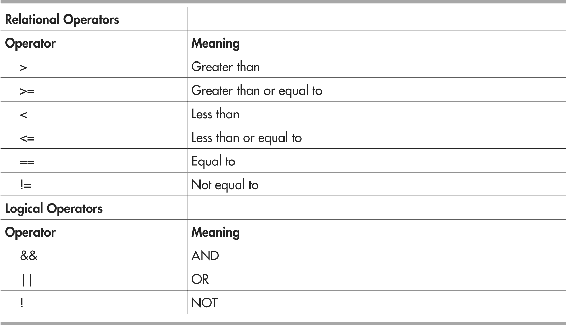 Relational Operators
Operator Meaning
> Greater than
>= Greater than or equal to
< Less than
<= Less than or equal to
== Equal to
!= Not equal to
Logical Operators
Operator Meaning
&& AND
|| OR
! NOT